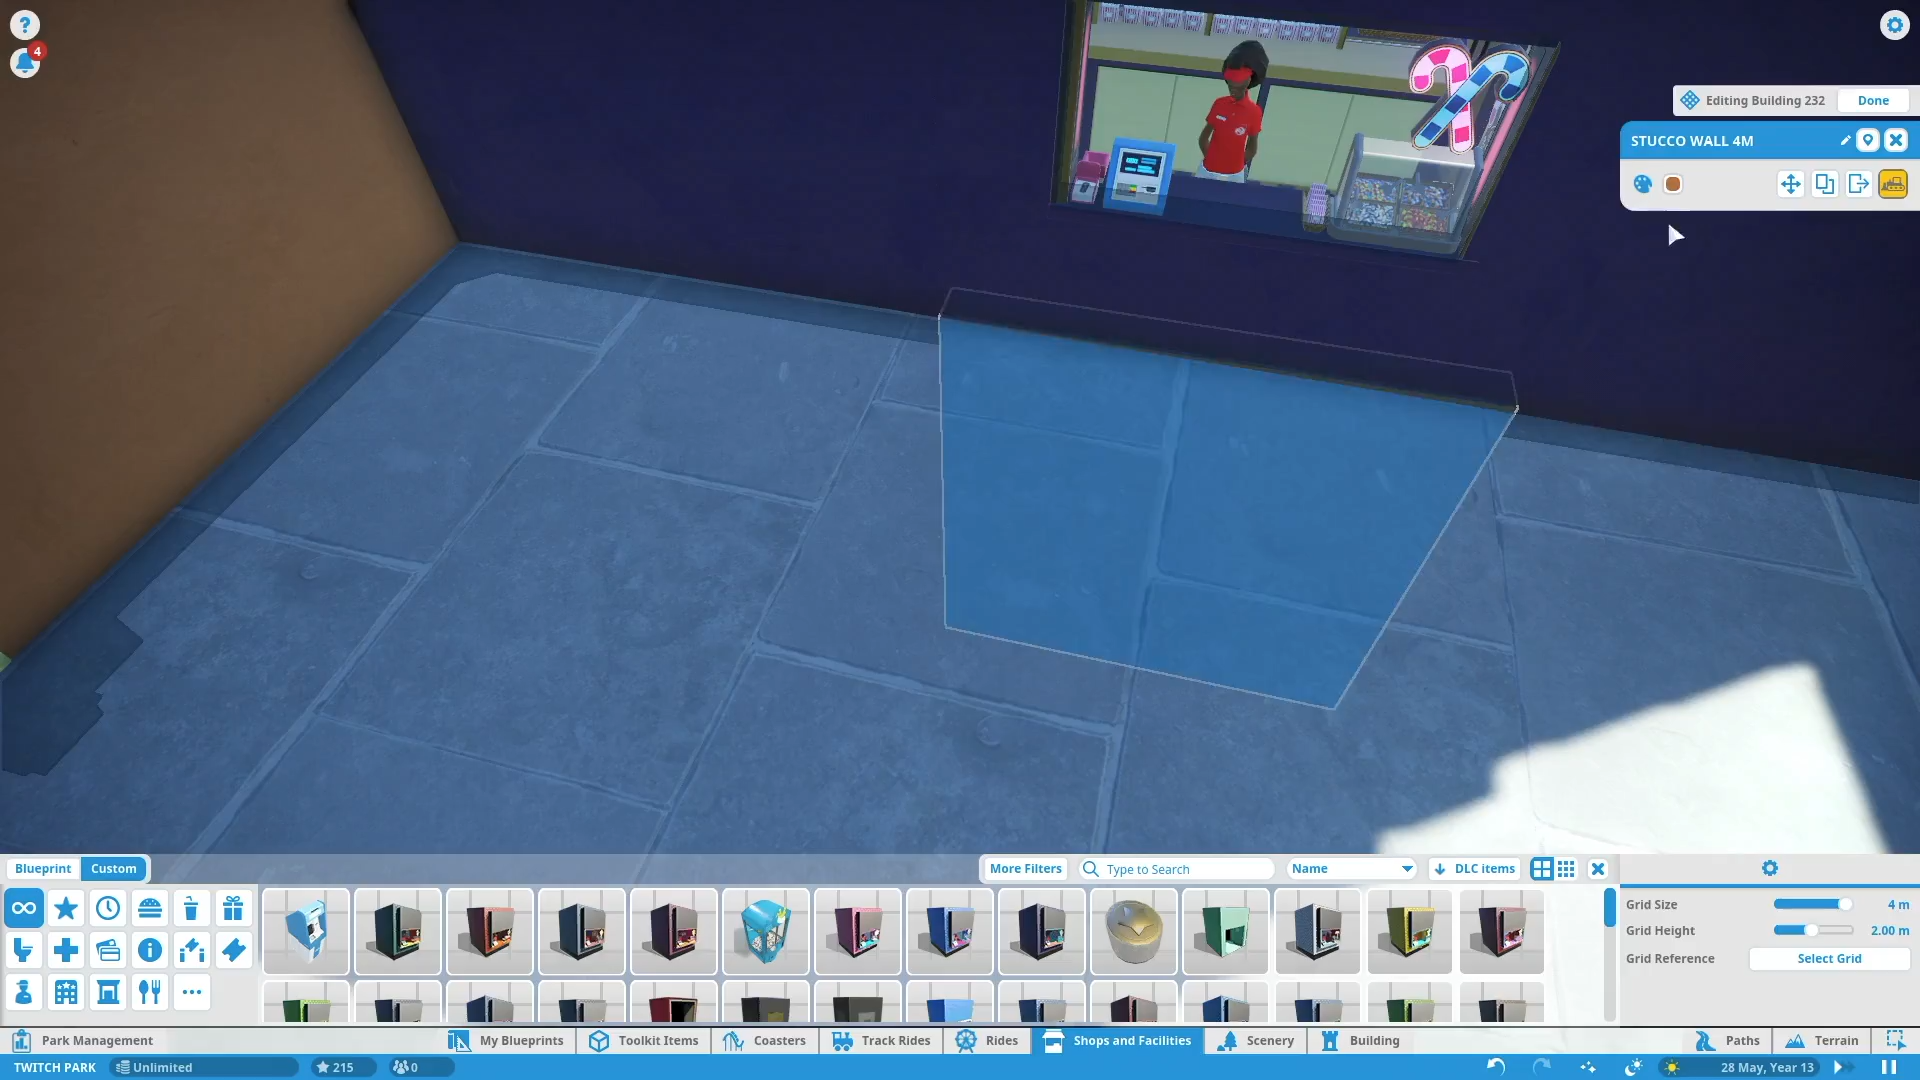 ?
4
Editing Building 232
Done
STUCCO WALL 4M
Blueprint
Custom
More Filters
Type to Search
Name
DLC items
Grid Size
4 m
Grid Height
2.00 m
Grid Reference
Select Grid
Park Management
My Blueprints
Toolkit Items
Coasters
Track Rides
Rides
Shops and Facilities
Scenery
Building
Paths
Terrain
TWITCH PARK
Unlimited
215
0
28 May, Year 13